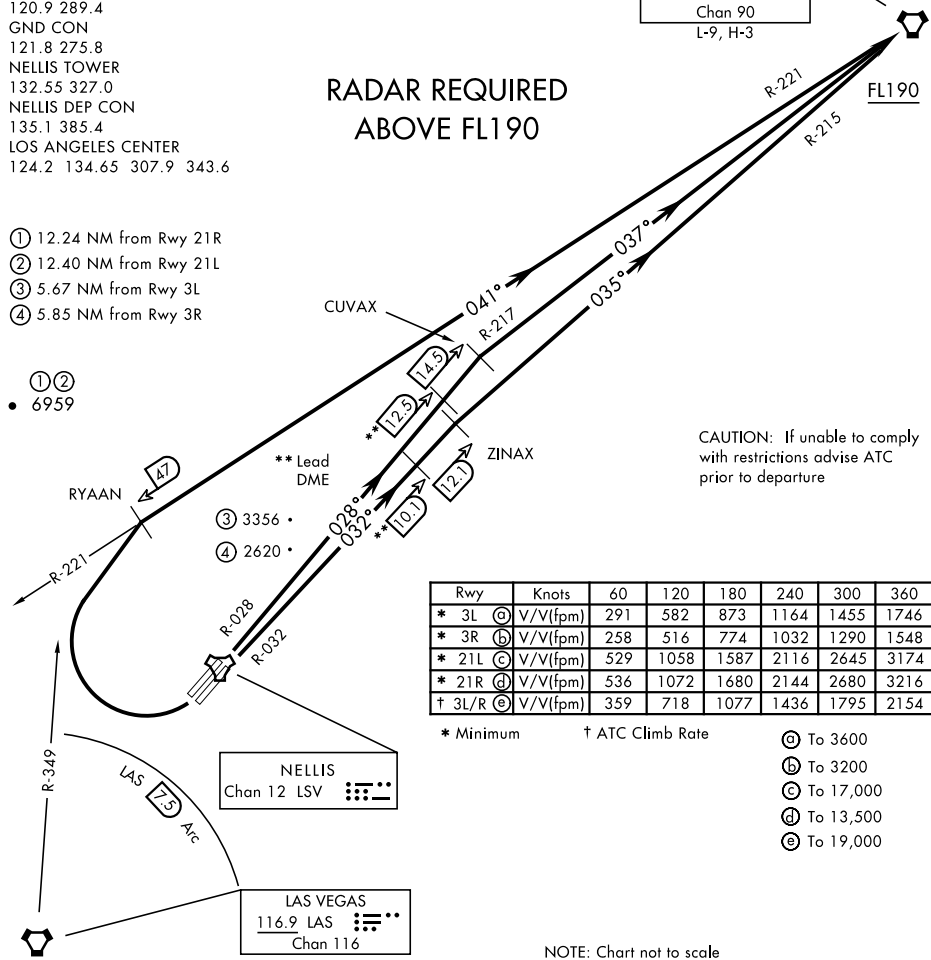 120.9 289.4
GND CON
121.8 275.8
NELLIS TOWER
132.55 327.0
NELLIS DEP CON
135.1 385.4
LOS ANGELES CENTER
124.2 134.65 307.9 343.6
Chan 90
L-9, H-3
RADAR REQUIRED
ABOVE FL190
FL190
R-221
R-215
① 12.24 NM from Rwy 21R
② 12.40 NM from Rwy 21L
③ 5.67 NM from Rwy 3L
④ 5.85 NM from Rwy 3R
①②
• 6959
041°
037°
035°
CUVAX
R-217
14.5
** 12.5
ZINAX
12.1
** 10.1
** Lead
DME
47
RYAAN
③ 3356 •
④ 2620 •
028°
032°
R-221
R-028
R-032
CAUTION: If unable to comply
with restrictions advise ATC
prior to departure
Rwy Knots 60 120 180 240 300 360
* 3L ⓐ V/V(fpm) 291 582 873 1164 1455 1746
* 3R ⓑ V/V(fpm) 258 516 774 1032 1290 1548
* 21L ⓒ V/V(fpm) 529 1058 1587 2116 2645 3174
* 21R ⓓ V/V(fpm) 536 1072 1680 2144 2680 3216
† 3L/R ⓔ V/V(fpm) 359 718 1077 1436 1795 2154
* Minimum † ATC Climb Rate
ⓐ To 3600
ⓑ To 3200
ⓒ To 17,000
ⓓ To 13,500
ⓔ To 19,000
R-349
LAS 7.5 Arc
NELLIS
Chan 12 LSV
LAS VEGAS
116.9 LAS
Chan 116
NOTE: Chart not to scale